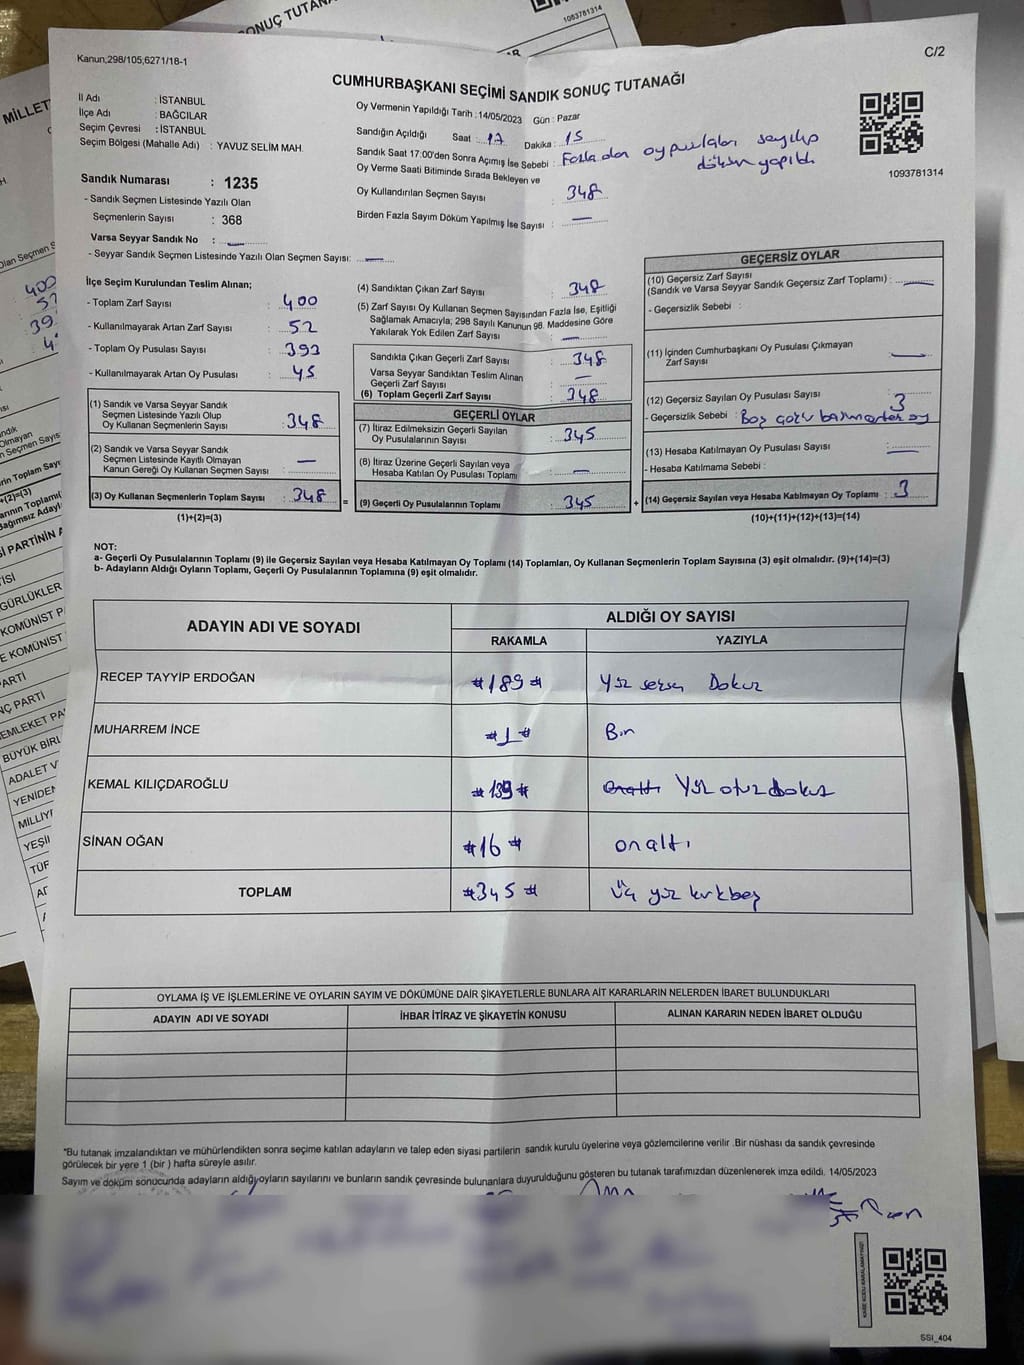 Kanun,298/105,6271/18-1
C/2
CUMHURBAŞKANI SEÇİMİ SANDIK SONUÇ TUTANAĞI
İl Adı : İSTANBUL
İlçe Adı : BAĞCILAR
Seçim Çevresi : İSTANBUL
Seçim Bölgesi (Mahalle Adı) : YAVUZ SELİM MAH.
Sandık Numarası : 1235
- Sandık Seçmen Listesinde Yazılı Olan
Seçmenlerin Sayısı : 368
Varsa Seyyar Sandık No :
- Seyyar Sandık Seçmen Listesinde Yazılı Olan Seçmen Sayısı:
Oy Vermenin Yapıldığı Tarih : 14/05/2023 Gün : Pazar
Sandığın Açıldığı Saat : 17 Dakika : 15
Sandık Saat 17:00'den Sonra Açımış İse Sebebi : Fazladan oy pusulaları sayılıp
döküm yapıldı
Oy Verme Saati Bitiminde Sırada Bekleyen ve
Oy Kullandırılan Seçmen Sayısı : 348
Birden Fazla Sayım Döküm Yapılmış İse Sayısı : —
1093781314
İlçe Seçim Kurulundan Teslim Alınan;
- Toplam Zarf Sayısı : 400
- Kullanılmayarak Artan Zarf Sayısı : 52
- Toplam Oy Pusulası Sayısı : 393
- Kullanılmayarak Artan Oy Pusulası : 45
(1) Sandık ve Varsa Seyyar Sandık
Seçmen Listesinde Yazılı Olup
Oy Kullanan Seçmenlerin Sayısı : 348
(2) Sandık ve Varsa Seyyar Sandık
Seçmen Listesinde Kayıtlı Olmayan
Kanun Gereği Oy Kullanan Seçmen Sayısı : —
(3) Oy Kullanan Seçmenlerin Toplam Sayısı : 348
(1)+(2)=(3)
(4) Sandıktan Çıkan Zarf Sayısı : 348
(5) Zarf Sayısı Oy Kullanan Seçmen Sayısından Fazla İse, Eşitliği
Sağlamak Amacıyla; 298 Sayılı Kanunun 98. Maddesine Göre
Yakılarak Yok Edilen Zarf Sayısı : —
Sandıkta Çıkan Geçerli Zarf Sayısı : 348
Varsa Seyyar Sandıktan Teslim Alınan
Geçerli Zarf Sayısı : —
(6) Toplam Geçerli Zarf Sayısı : 348
GEÇERLİ OYLAR
(7) İtiraz Edilmeksizin Geçerli Sayılan
Oy Pusulalarının Sayısı : 345
(8) İtiraz Üzerine Geçerli Sayılan veya
Hesaba Katılan Oy Pusulası Toplamı : —
= (9) Geçerli Oy Pusulalarının Toplamı : 345 +
GEÇERSİZ OYLAR
(10) Geçersiz Zarf Sayısı
(Sandık ve Varsa Seyyar Sandık Geçersiz Zarf Toplamı) : —
- Geçersizlik Sebebi :
(11) İçinden Cumhurbaşkanı Oy Pusulası Çıkmayan
Zarf Sayısı : —
(12) Geçersiz Sayılan Oy Pusulası Sayısı : 3
- Geçersizlik Sebebi : Boş
(13) Hesaba Katılmayan Oy Pusulası Sayısı : —
- Hesaba Katılmama Sebebi :
(14) Geçersiz Sayılan veya Hesaba Katılmayan Oy Toplamı : 3
(10)+(11)+(12)+(13)=(14)
NOT:
a- Geçerli Oy Pusulalarının Toplamı (9) ile Geçersiz Sayılan veya Hesaba Katılmayan Oy Toplamı (14) Toplamları, Oy Kullanan Seçmenlerin Toplam Sayısına (3) eşit olmalıdır. (9)+(14)=(3)
b- Adayların Aldığı Oyların Toplamı, Geçerli Oy Pusulalarının Toplamına (9) eşit olmalıdır.
ADAYIN ADI VE SOYADI
ALDIĞI OY SAYISI
RAKAMLA YAZIYLA
RECEP TAYYİP ERDOĞAN #189# Yüz seksen Dokuz
MUHARREM İNCE #1# Bir
KEMAL KILIÇDAROĞLU #139# onaltı Yüz otuzdokuz
SİNAN OĞAN #16# onaltı
TOPLAM #345# Üç yüz kırkbeş
OYLAMA İŞ VE İŞLEMLERİNE VE OYLARIN SAYIM VE DÖKÜMÜNE DAİR ŞİKAYETLERLE BUNLARA AİT KARARLARIN NELERDEN İBARET BULUNDUKLARI
ADAYIN ADI VE SOYADI İHBAR İTİRAZ VE ŞİKAYETİN KONUSU ALINAN KARARIN NEDEN İBARET OLDUĞU
"Bu tutanak imzalandıktan ve mühürlendikten sonra seçime katılan adayların ve talep eden siyasi partilerin sandık kurulu üyelerine veya gözlemcilerine verilir .Bir nüshası da sandık çevresinde
görülecek bir yere 1 (bir ) hafta süreyle asılır.
Sayım ve döküm sonucunda adayların aldığı oyların sayılarını ve bunların sandık çevresinde bulunanlara duyurulduğunu gösteren bu tutanak tarafımızdan düzenlenerek imza edildi. 14/05/2023
SSI_404